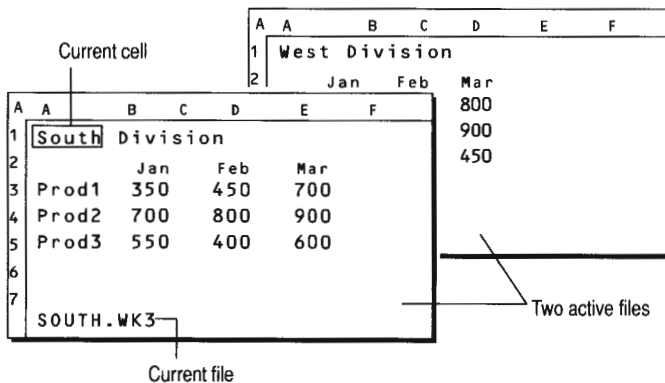 A A B C D E F
1 West Division
2 Jan Feb Mar
800
900
450
Current cell
A A B C D E F
1 South Division
2 Jan Feb Mar
3 Prod1 350 450 700
4 Prod2 700 800 900
5 Prod3 550 400 600
6
7
SOUTH.WK3
Two active files
Current file